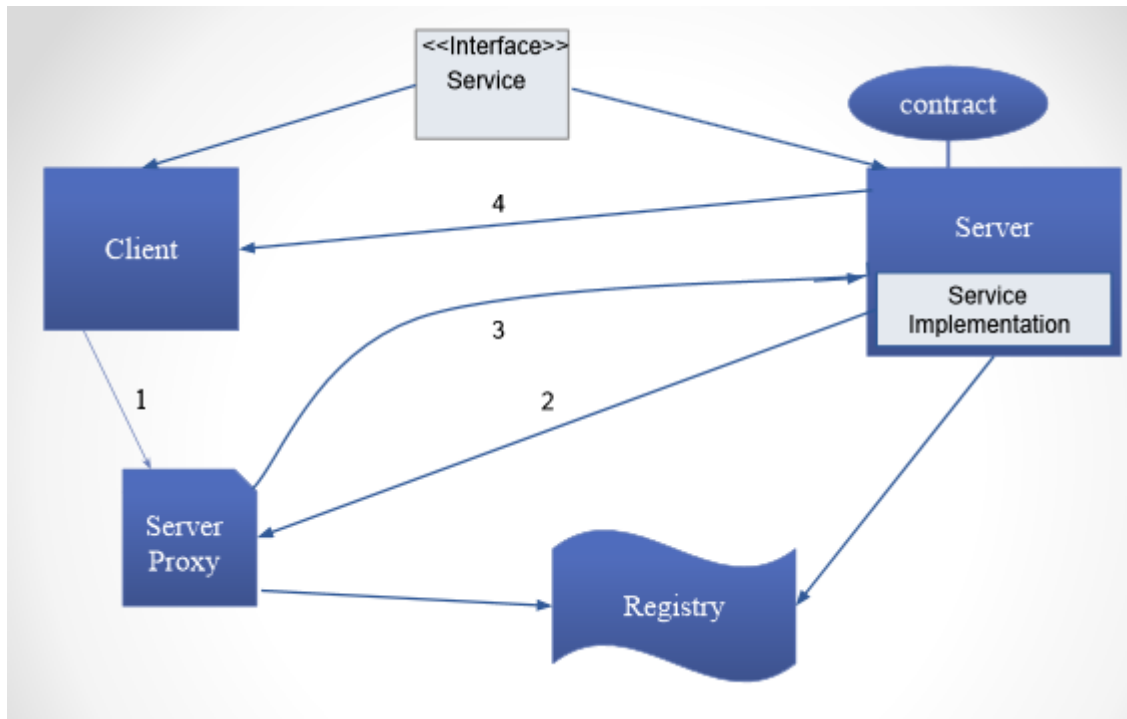 <<Interface>>
Service
contract
Client
4
Server
Service
Implementation
3
1
2
Server
Proxy
Registry